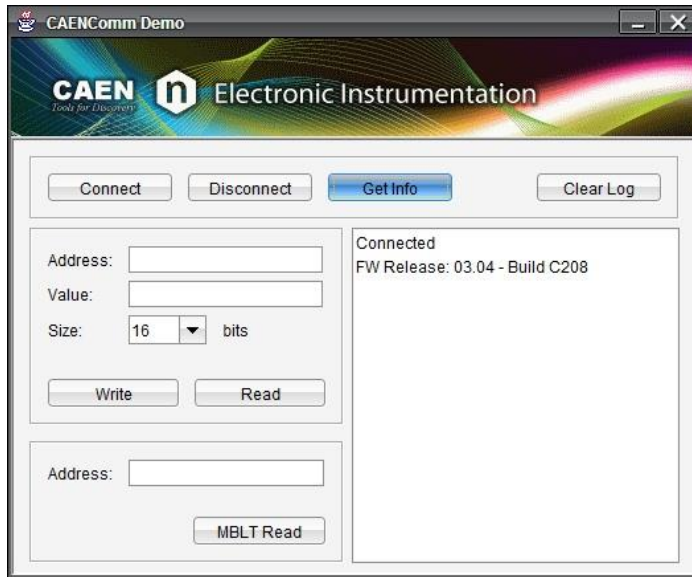 CAENComm Demo
CAEN n Electronic Instrumentation
Tools for Discovery
Connect Disconnect Get Info Clear Log
Address:
Value:
Size: 16 bits
Write Read
Address:
MBLT Read
Connected
FW Release: 03.04 - Build C208